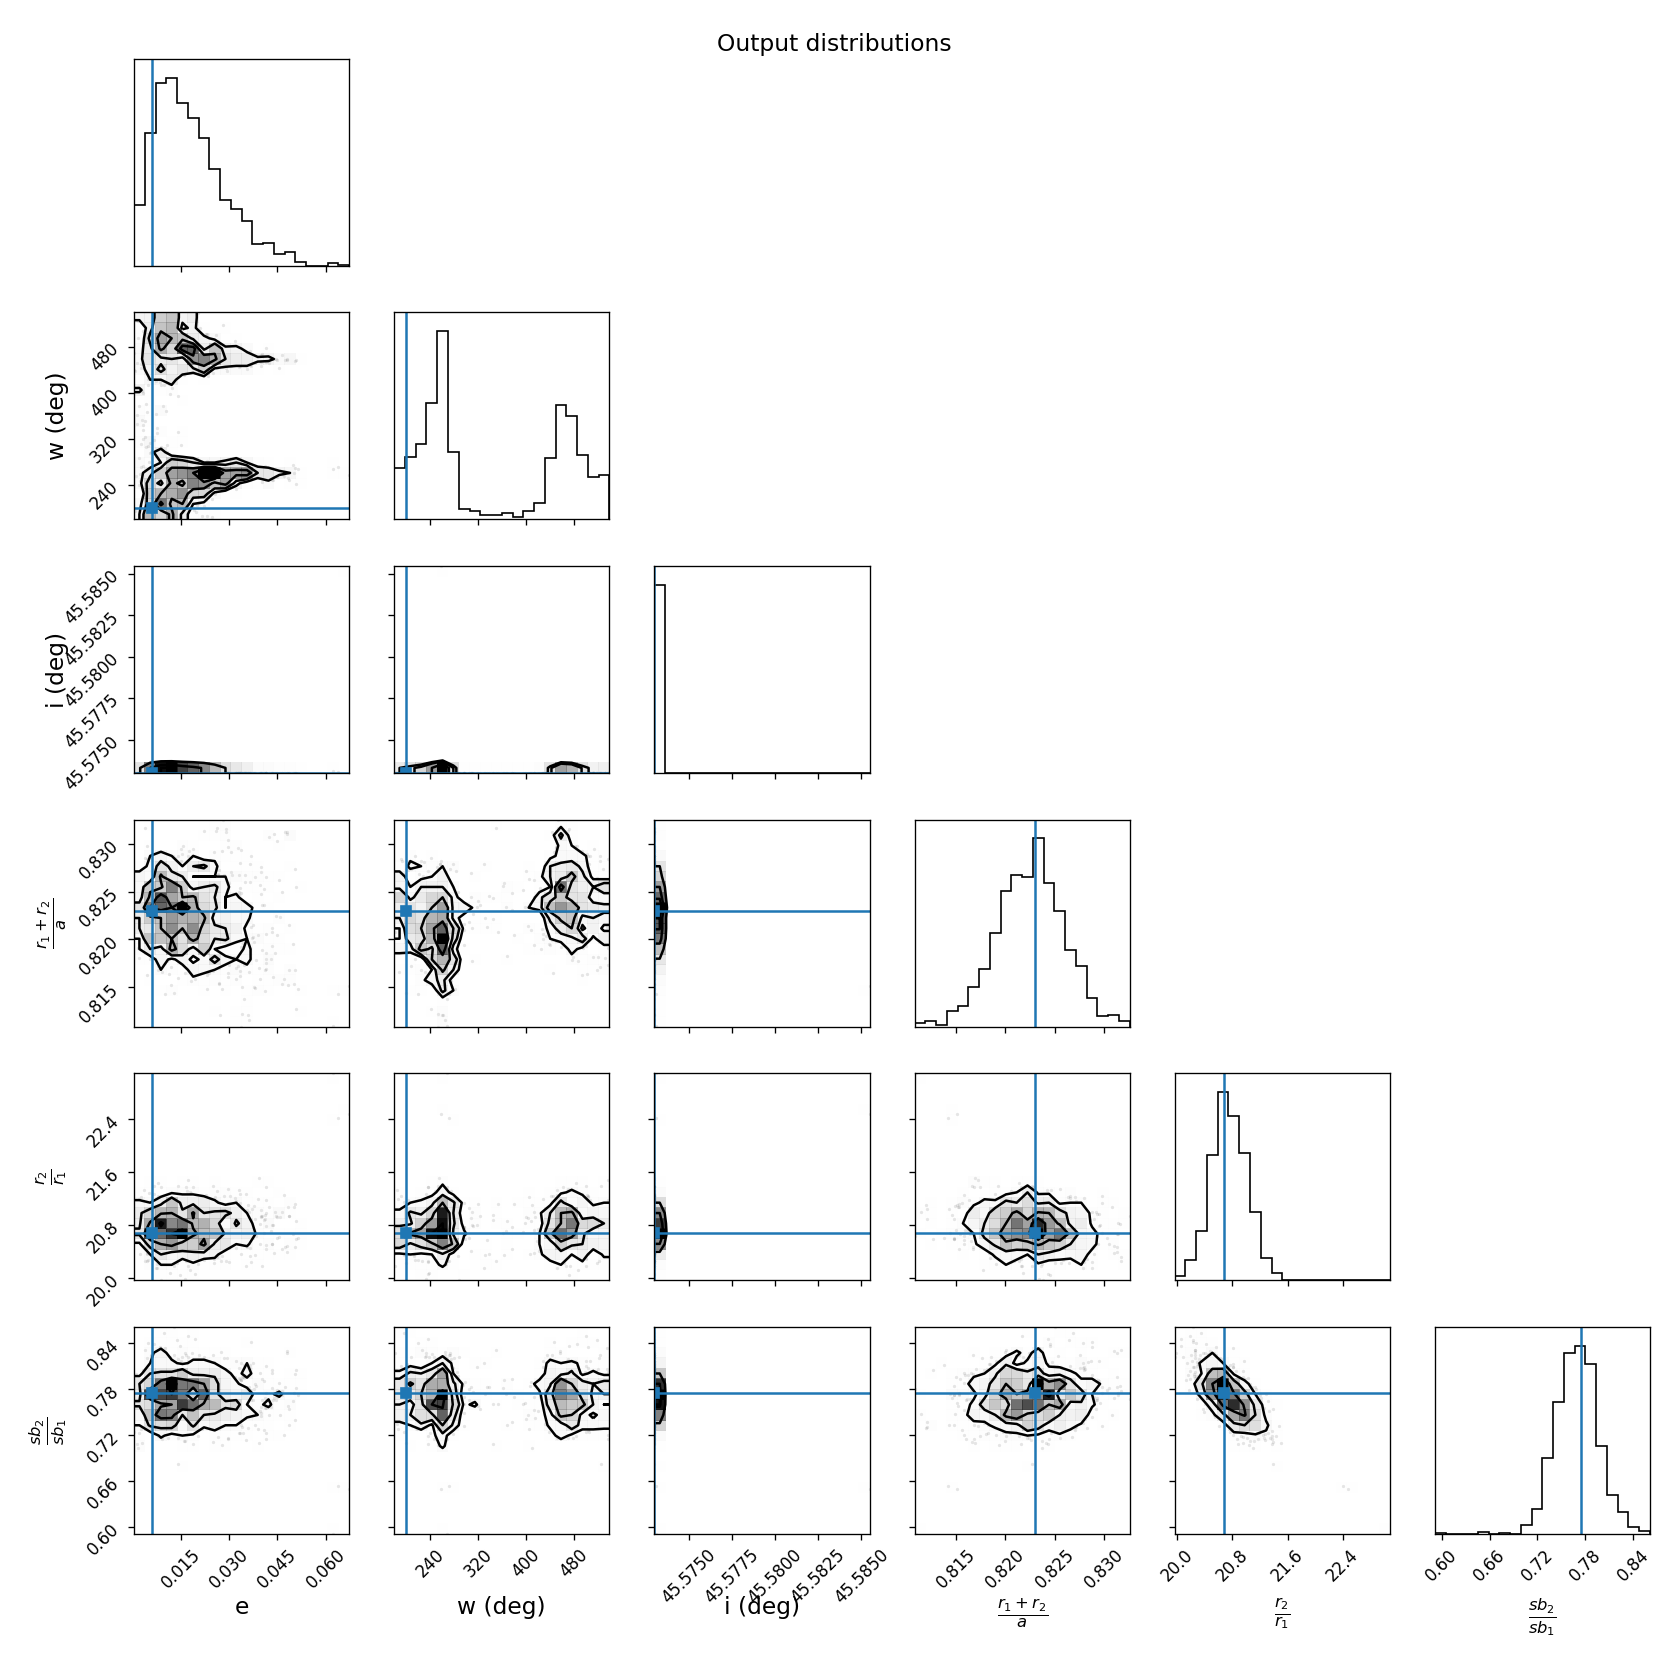 Output distributions
w (deg)
480
400
320
240
i (deg)
45.5850
45.5825
45.5800
45.5775
45.5750
r₁ + r₂
a
0.830
0.825
0.820
0.815
r₂
r₁
22.4
21.6
20.8
20.0
sb₂
sb₁
0.84
0.78
0.72
0.66
0.60
0.015 0.030 0.045 0.060 240 320 400 480 45.5750 45.5775 45.5800 45.5825 45.5850 0.815 0.820 0.825 0.830 20.0 20.8 21.6 22.4 0.60 0.66 0.72 0.78 0.84
e w (deg) i (deg)
r₁ + r₂
a
r₂
r₁
sb₂
sb₁